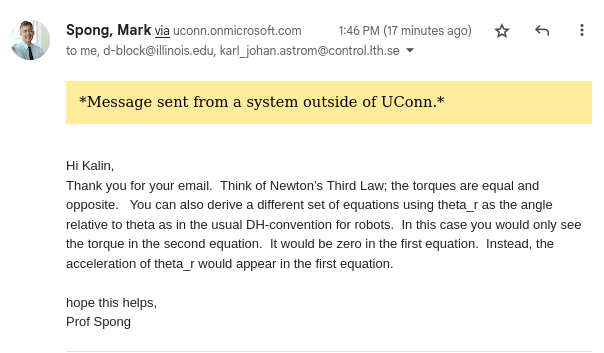 Spong, Mark via uconn.onmicrosoft.com 1:46 PM (17 minutes ago)
to me, d-block@illinois.edu, karl_johan.astrom@control.lth.se
*Message sent from a system outside of UConn.*
Hi Kalin,
Thank you for your email.  Think of Newton's Third Law; the torques are equal and
opposite.   You can also derive a different set of equations using theta_r as the angle
relative to theta as in the usual DH-convention for robots.  In this case you would only see
the torque in the second equation.  It would be zero in the first equation.  Instead, the
acceleration of theta_r would appear in the first equation.
hope this helps,
Prof Spong